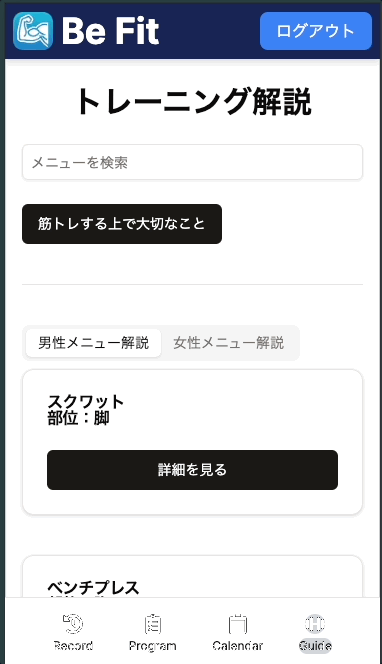 Be Fit
ログアウト
トレーニング解説
メニューを検索
筋トレする上で大切なこと
男性メニュー解説
女性メニュー解説
スクワット
部位：脚
詳細を見る
ベンチプレス
Record
Program
Calendar
Guide